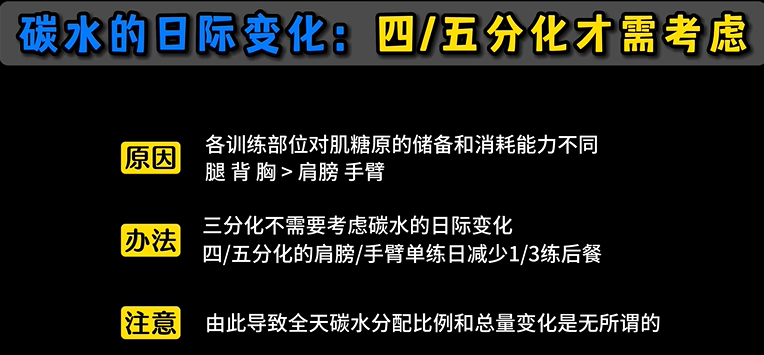 碳水的日际变化：四/五分化才需考虑
原因
各训练部位对肌糖原的储备和消耗能力不同
腿 背 胸 > 肩膀 手臂
办法
三分化不需要考虑碳水的日际变化
四/五分化的肩膀/手臂单练日减少1/3练后餐
注意
由此导致全天碳水分配比例和总量变化是无所谓的